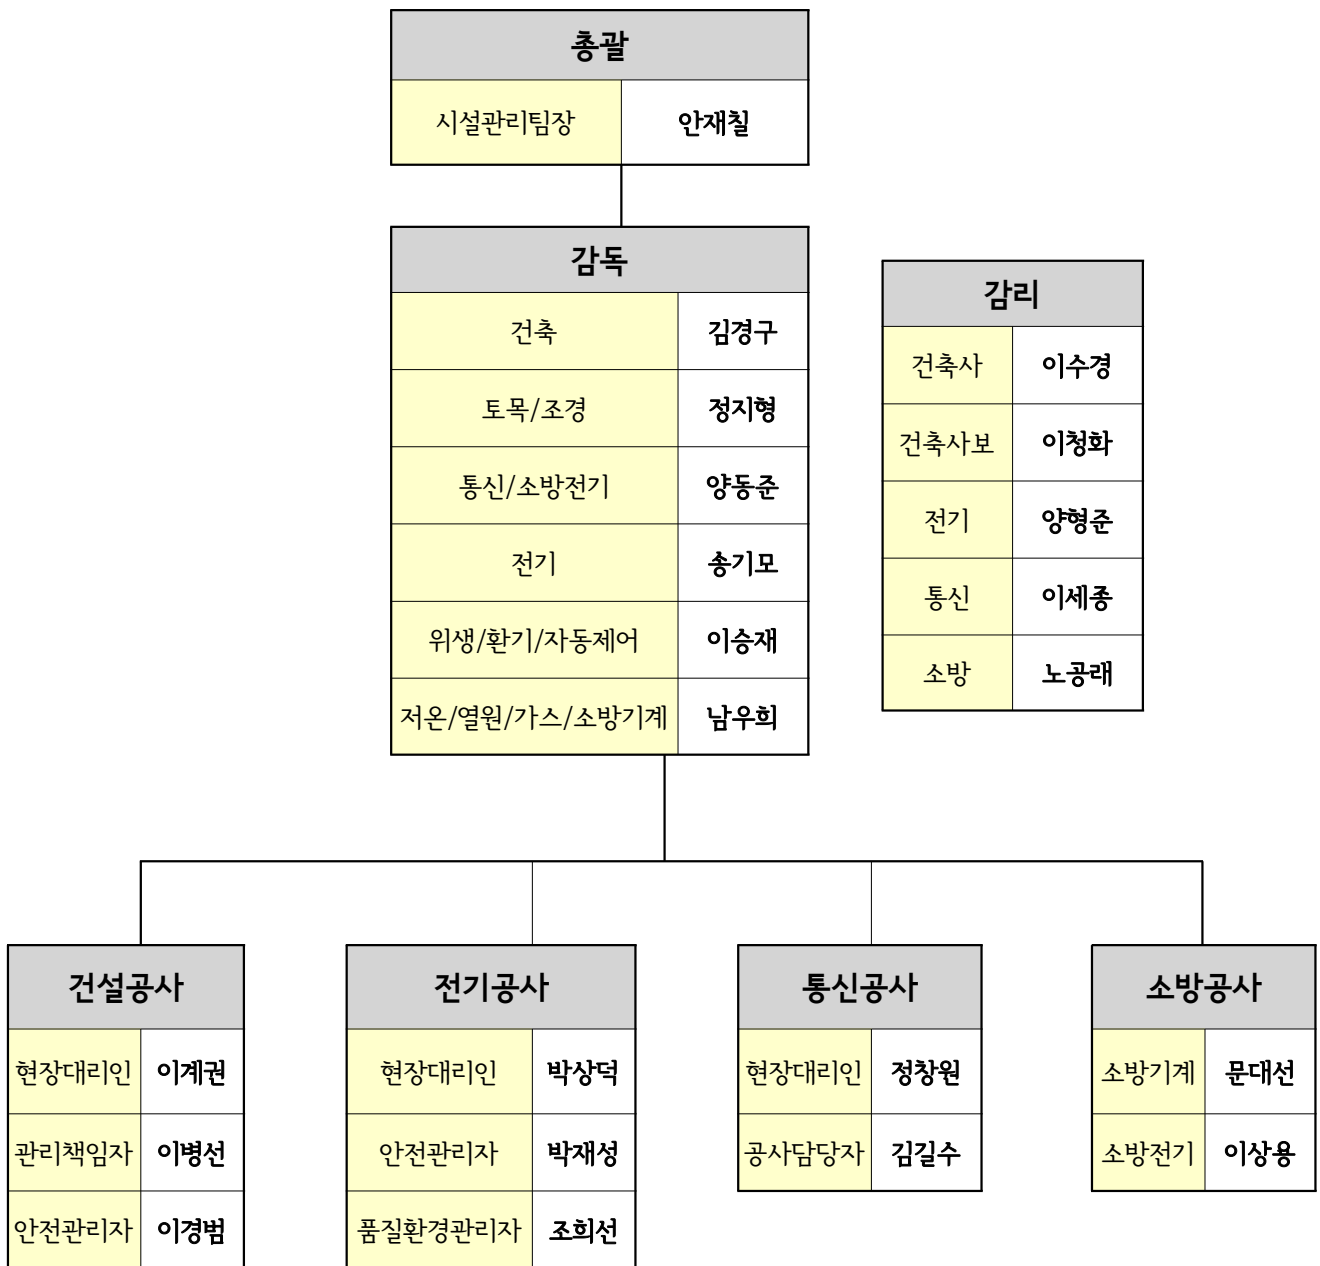 총괄
시설관리팀장 안재칠
감독
건축 김경구
토목/조경 정지형
통신/소방전기 양동준
전기 송기모
위생/환기/자동제어 이승재
저온/열원/가스/소방기계 남우희
감리
건축사 이수경
건축사보 이청화
전기 양형준
통신 이세종
소방 노공래
건설공사
현장대리인 이계권
관리책임자 이병선
안전관리자 이경범
전기공사
현장대리인 박상덕
안전관리자 박재성
품질환경관리자 조희선
통신공사
현장대리인 정창원
공사담당자 김길수
소방공사
소방기계 문대선
소방전기 이상용